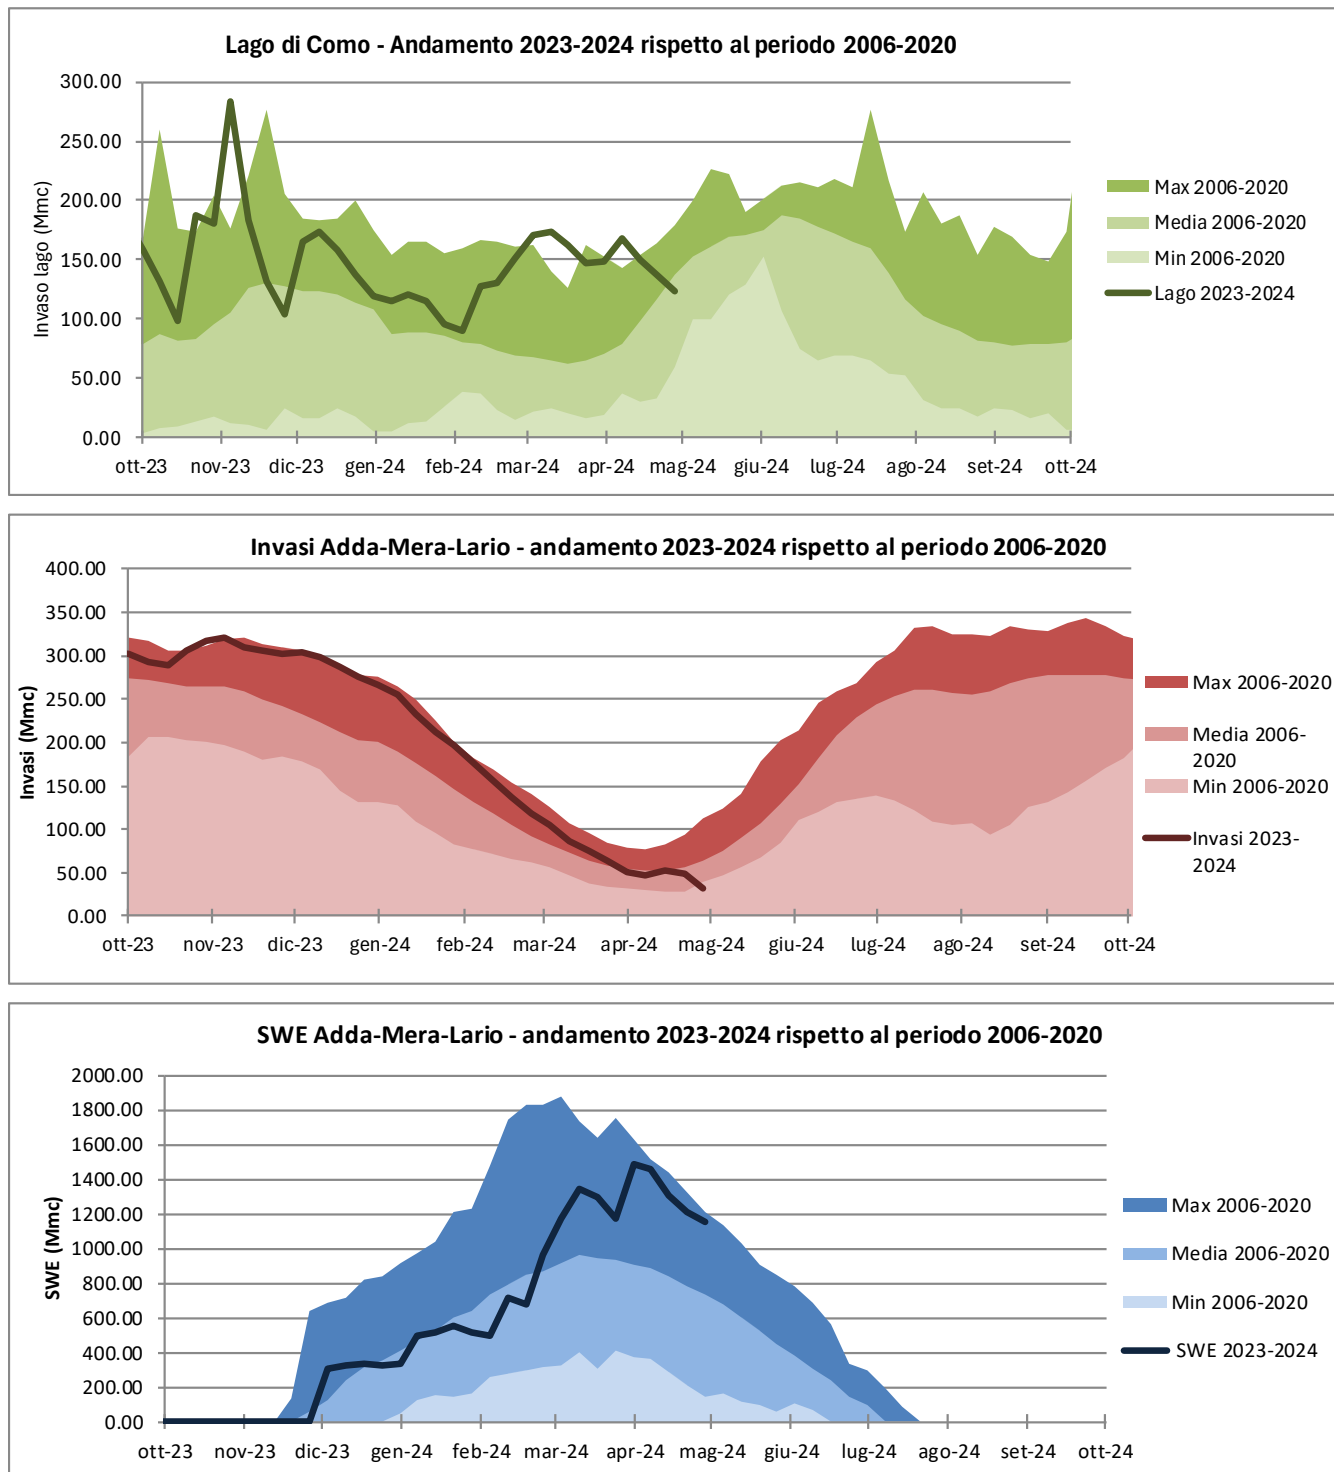 Lago di Como - Andamento 2023-2024 rispetto al periodo 2006-2020
Invaso lago (Mmc)
300.00
250.00
200.00
150.00
100.00
50.00
0.00
ott-23 nov-23 dic-23 gen-24 feb-24 mar-24 apr-24 mag-24 giu-24 lug-24 ago-24 set-24 ott-24
Max 2006-2020
Media 2006-2020
Min 2006-2020
Lago 2023-2024
Invasi Adda-Mera-Lario - andamento 2023-2024 rispetto al periodo 2006-2020
Invasi (Mmc)
400.00
350.00
300.00
250.00
200.00
150.00
100.00
50.00
0.00
ott-23 nov-23 dic-23 gen-24 feb-24 mar-24 apr-24 mag-24 giu-24 lug-24 ago-24 set-24 ott-24
Max 2006-2020
Media 2006-
2020
Min 2006-2020
Invasi 2023-
2024
SWE Adda-Mera-Lario - andamento 2023-2024 rispetto al periodo 2006-2020
SWE (Mmc)
2000.00
1800.00
1600.00
1400.00
1200.00
1000.00
800.00
600.00
400.00
200.00
0.00
ott-23 nov-23 dic-23 gen-24 feb-24 mar-24 apr-24 mag-24 giu-24 lug-24 ago-24 set-24 ott-24
Max 2006-2020
Media 2006-2020
Min 2006-2020
SWE 2023-2024